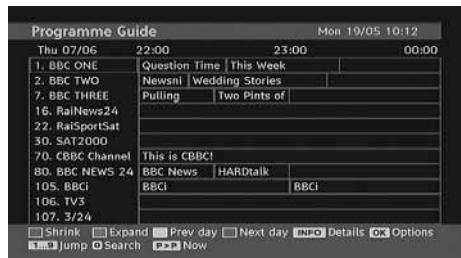 Programme Guide Mon 19/05 10:12
Thu 07/06 22:00 23:00 00:00
1. BBC ONE Question Time This Week
2. BBC TWO Newsni Wedding Stories
7. BBC THREE Pulling Two Pints of
16. RaiNews24
22. RaiSportSat
30. SAT2000
70. CBBC Channel This is CBBC!
80. BBC NEWS 24 BBC News HARDtalk
105. BBCi BBCi BBCi
106. TV3
107. 3/24
Shrink Expand Prev day Next day INFO Details OK Options
1...9 Jump Search P>P Now